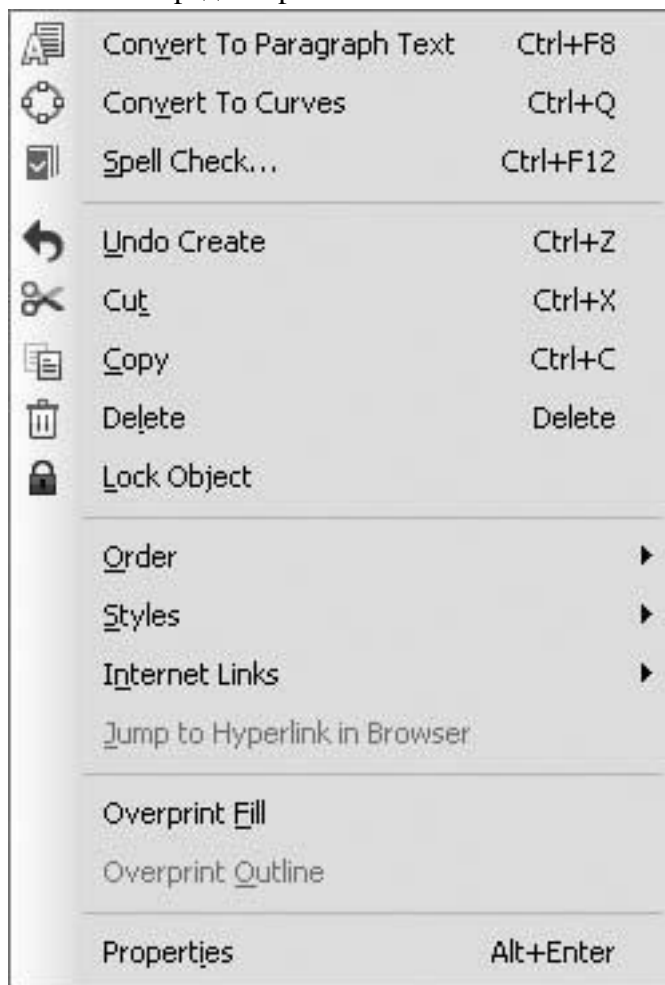 Convert To Paragraph Text Ctrl+F8
Convert To Curves Ctrl+Q
Spell Check... Ctrl+F12
Undo Create Ctrl+Z
Cut Ctrl+X
Copy Ctrl+C
Delete Delete
Lock Object
Order
Styles
Internet Links
Jump to Hyperlink in Browser
Overprint Fill
Overprint Outline
Properties Alt+Enter